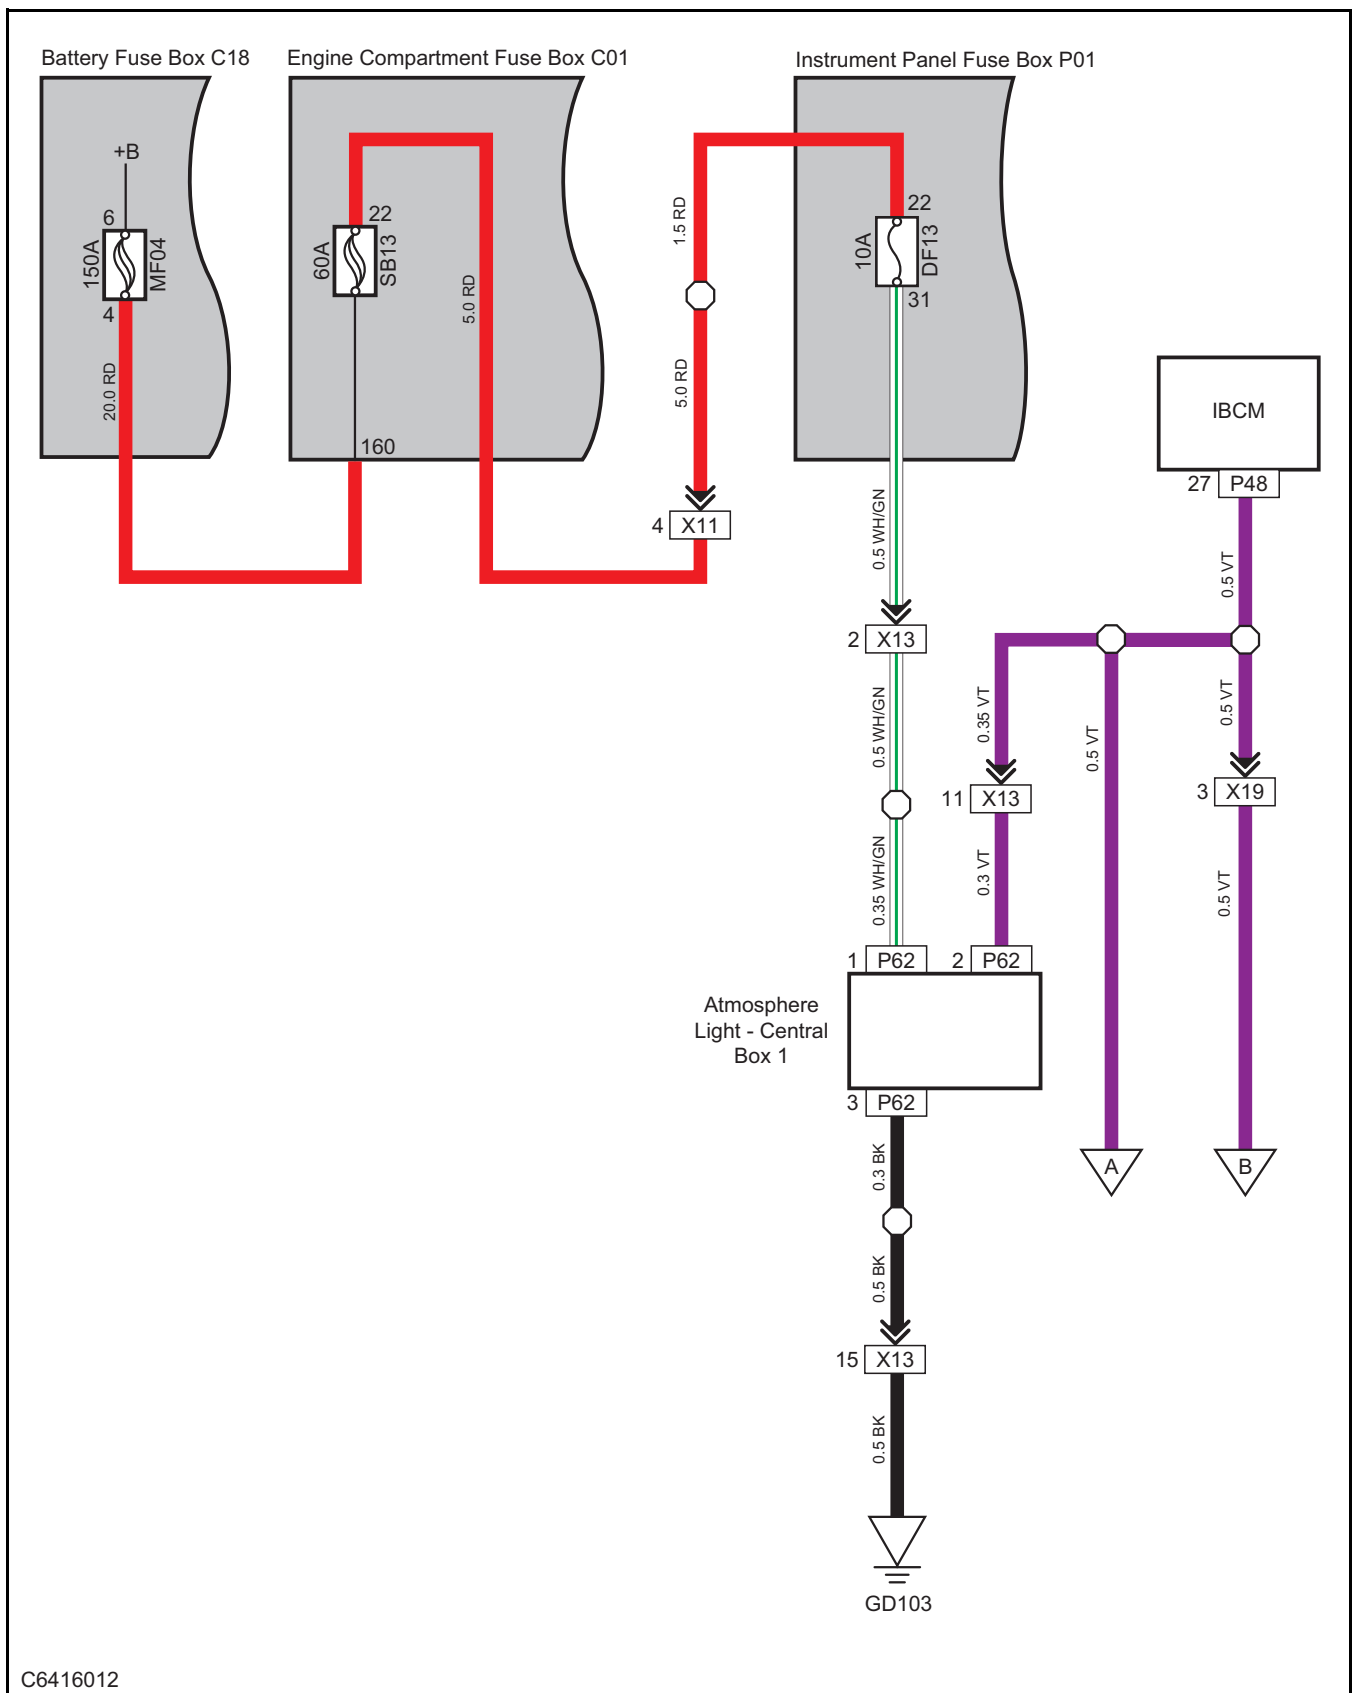 Battery Fuse Box C18
Engine Compartment Fuse Box C01
Instrument Panel Fuse Box P01
+B
6
150A
MF04
4
20.0 RD
22
60A
SB13
5.0 RD
160
1.5 RD
5.0 RD
4 X11
22
10A
DF13
31
0.5 WH/GN
2 X13
0.5 WH/GN
0.35 WH/GN
IBCM
27 P48
0.5 VT
0.35 VT
0.5 VT
0.5 VT
11 X13
3 X19
0.3 VT
0.5 VT
1 P62
2 P62
Atmosphere
Light - Central
Box 1
3 P62
A
B
0.3 BK
0.5 BK
15 X13
0.5 BK
GD103
C6416012